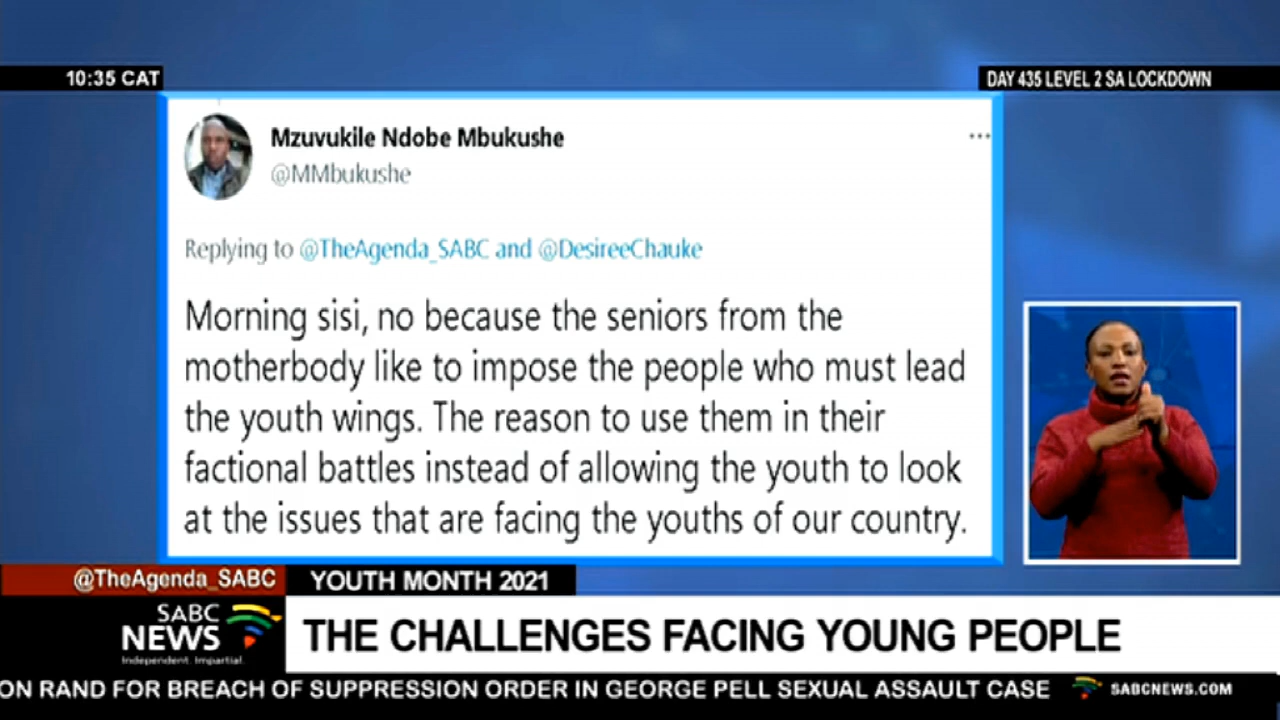 10:35 CAT
DAY 435 LEVEL 2 SA LOCKDOWN
Mzuvukile Ndobe Mbukushe
@MMbukushe
Replying to @TheAgenda_SABC and @DesireeChauke
Morning sisi, no because the seniors from the
motherbody like to impose the people who must lead
the youth wings. The reason to use them in their
factional battles instead of allowing the youth to look
at the issues that are facing the youths of our country.
@TheAgenda_SABC
YOUTH MONTH 2021
SABC
NEWS
Independent. Impartial.
THE CHALLENGES FACING YOUNG PEOPLE
ON RAND FOR BREACH OF SUPPRESSION ORDER IN GEORGE PELL SEXUAL ASSAULT CASE
SABCNEWS.COM